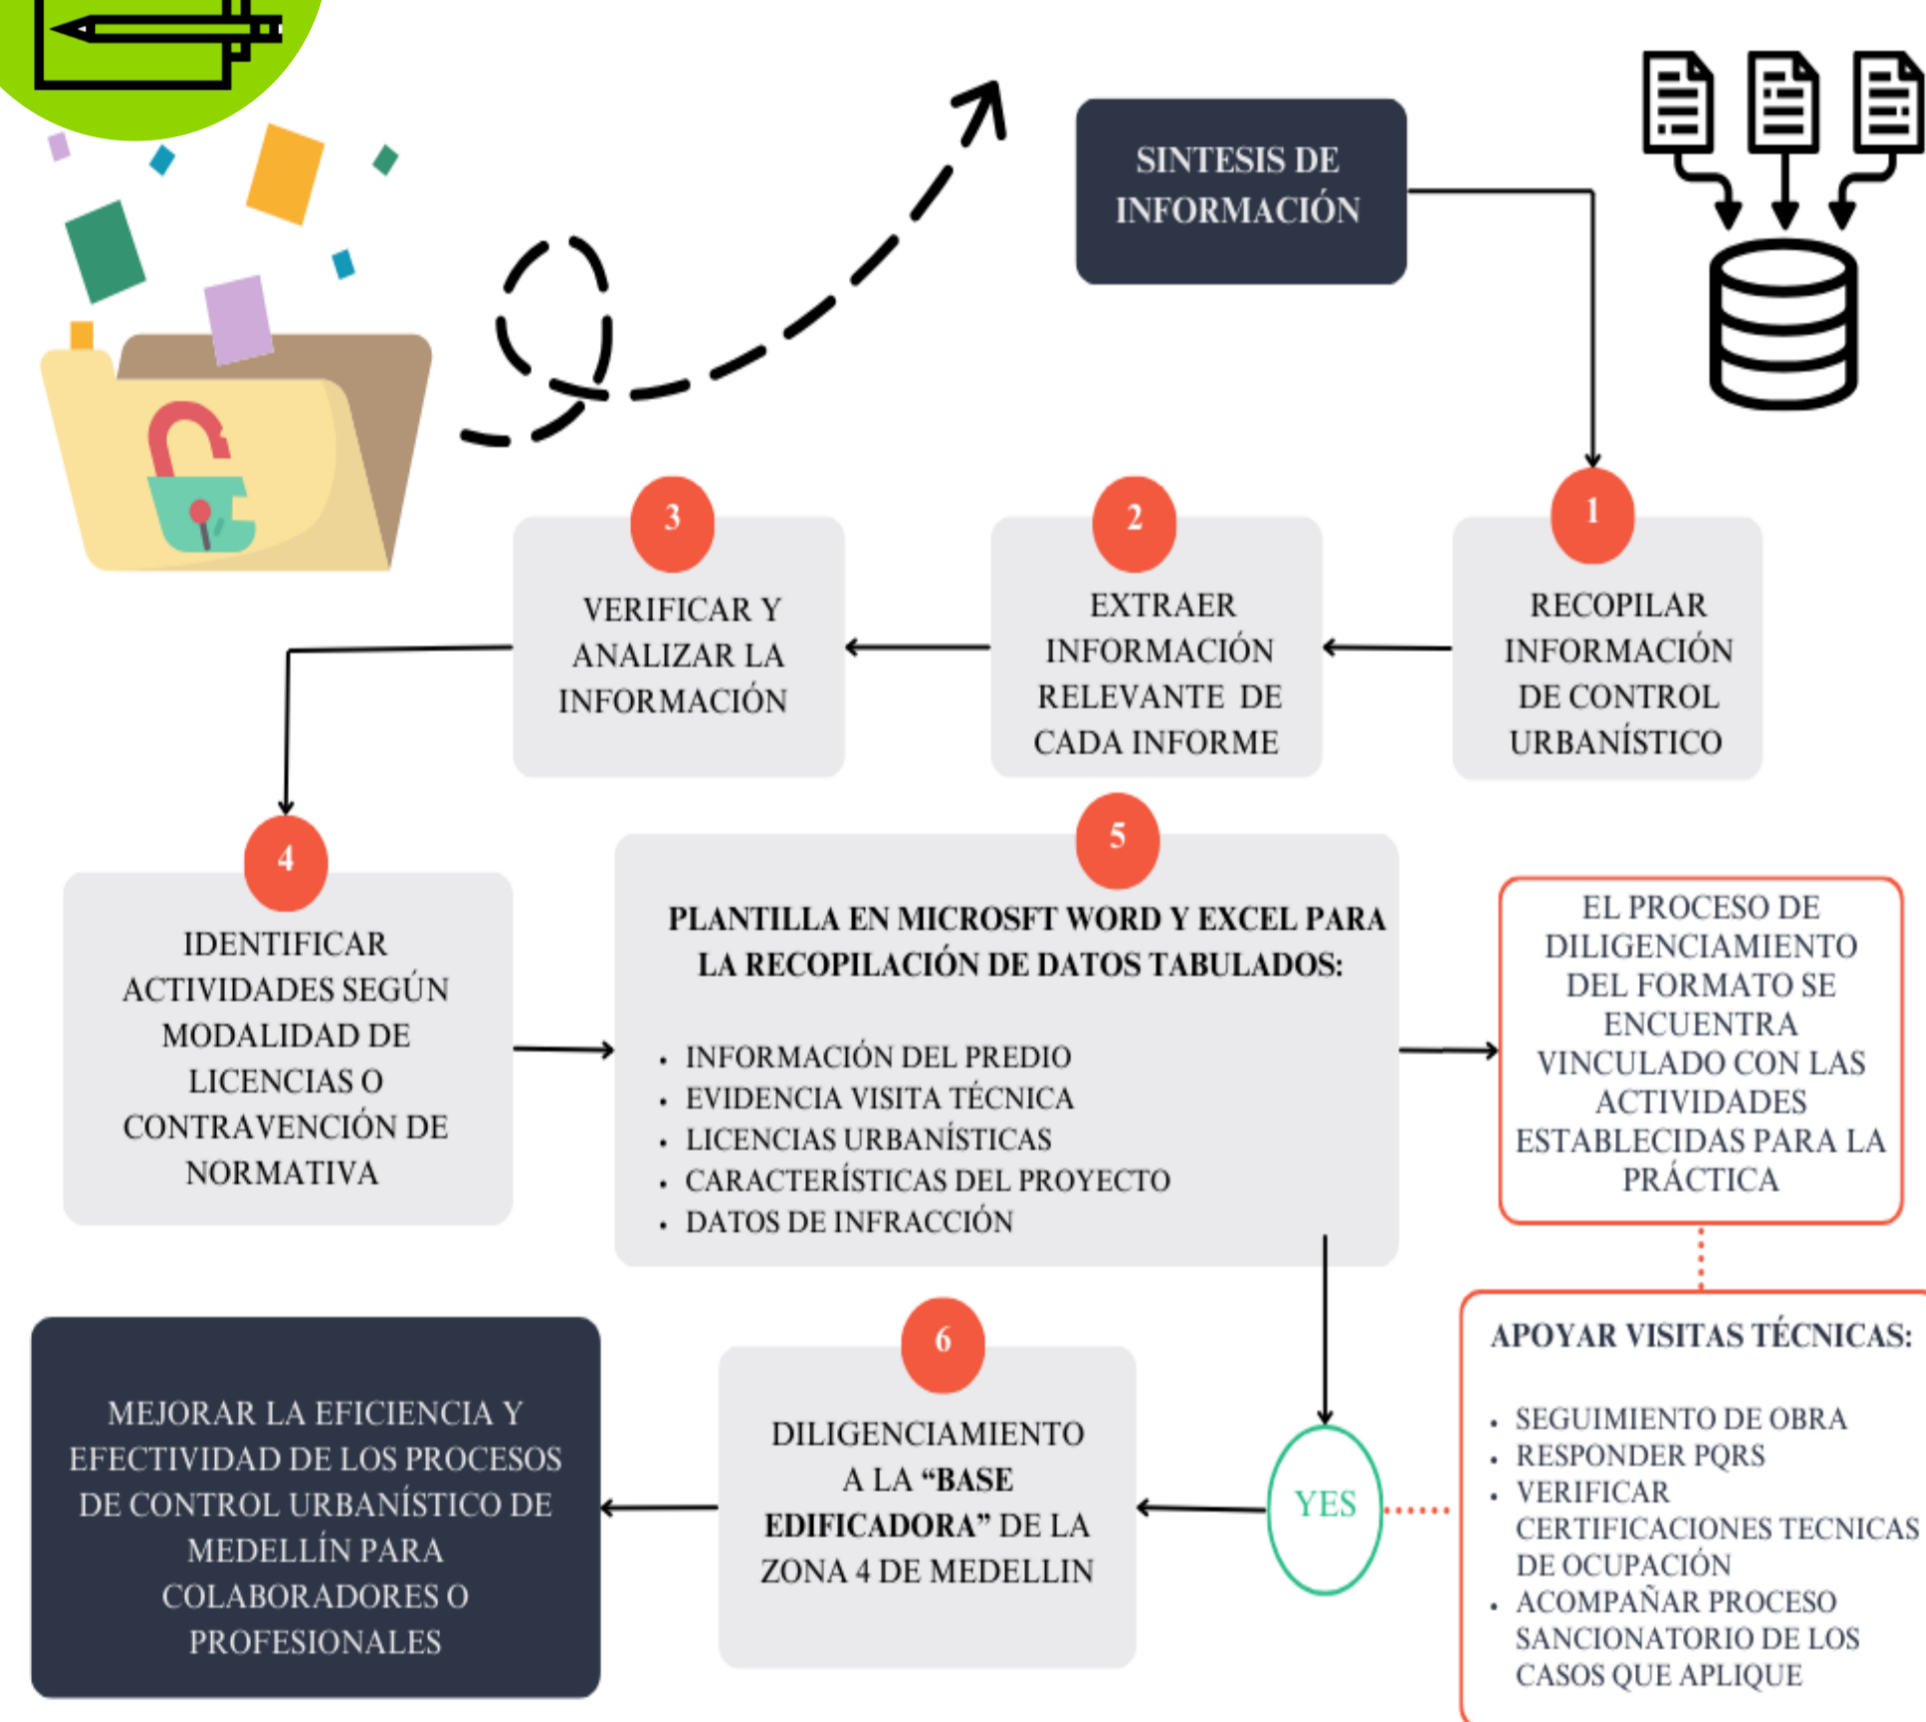 SINTESIS DE
INFORMACIÓN
1
RECOPILAR
INFORMACIÓN
DE CONTROL
URBANÍSTICO
2
EXTRAER
INFORMACIÓN
RELEVANTE DE
CADA INFORME
3
VERIFICAR Y
ANALIZAR LA
INFORMACIÓN
4
IDENTIFICAR
ACTIVIDADES SEGÚN
MODALIDAD DE
LICENCIAS O
CONTRAVENCIÓN DE
NORMATIVA
5
PLANTILLA EN MICROSFT WORD Y EXCEL PARA
LA RECOPILACIÓN DE DATOS TABULADOS:
• INFORMACIÓN DEL PREDIO
• EVIDENCIA VISITA TÉCNICA
• LICENCIAS URBANÍSTICAS
• CARACTERÍSTICAS DEL PROYECTO
• DATOS DE INFRACCIÓN
EL PROCESO DE
DILIGENCIAMIENTO
DEL FORMATO SE
ENCUENTRA
VINCULADO CON LAS
ACTIVIDADES
ESTABLECIDAS PARA LA
PRÁCTICA
APOYAR VISITAS TÉCNICAS:
• SEGUIMIENTO DE OBRA
• RESPONDER PQRS
• VERIFICAR
CERTIFICACIONES TECNICAS
DE OCUPACIÓN
• ACOMPAÑAR PROCESO
SANCIONATORIO DE LOS
CASOS QUE APLIQUE
YES
6
DILIGENCIAMIENTO
A LA “BASE
EDIFICADORA” DE LA
ZONA 4 DE MEDELLIN
MEJORAR LA EFICIENCIA Y
EFECTIVIDAD DE LOS PROCESOS
DE CONTROL URBANÍSTICO DE
MEDELLÍN PARA
COLABORADORES O
PROFESIONALES